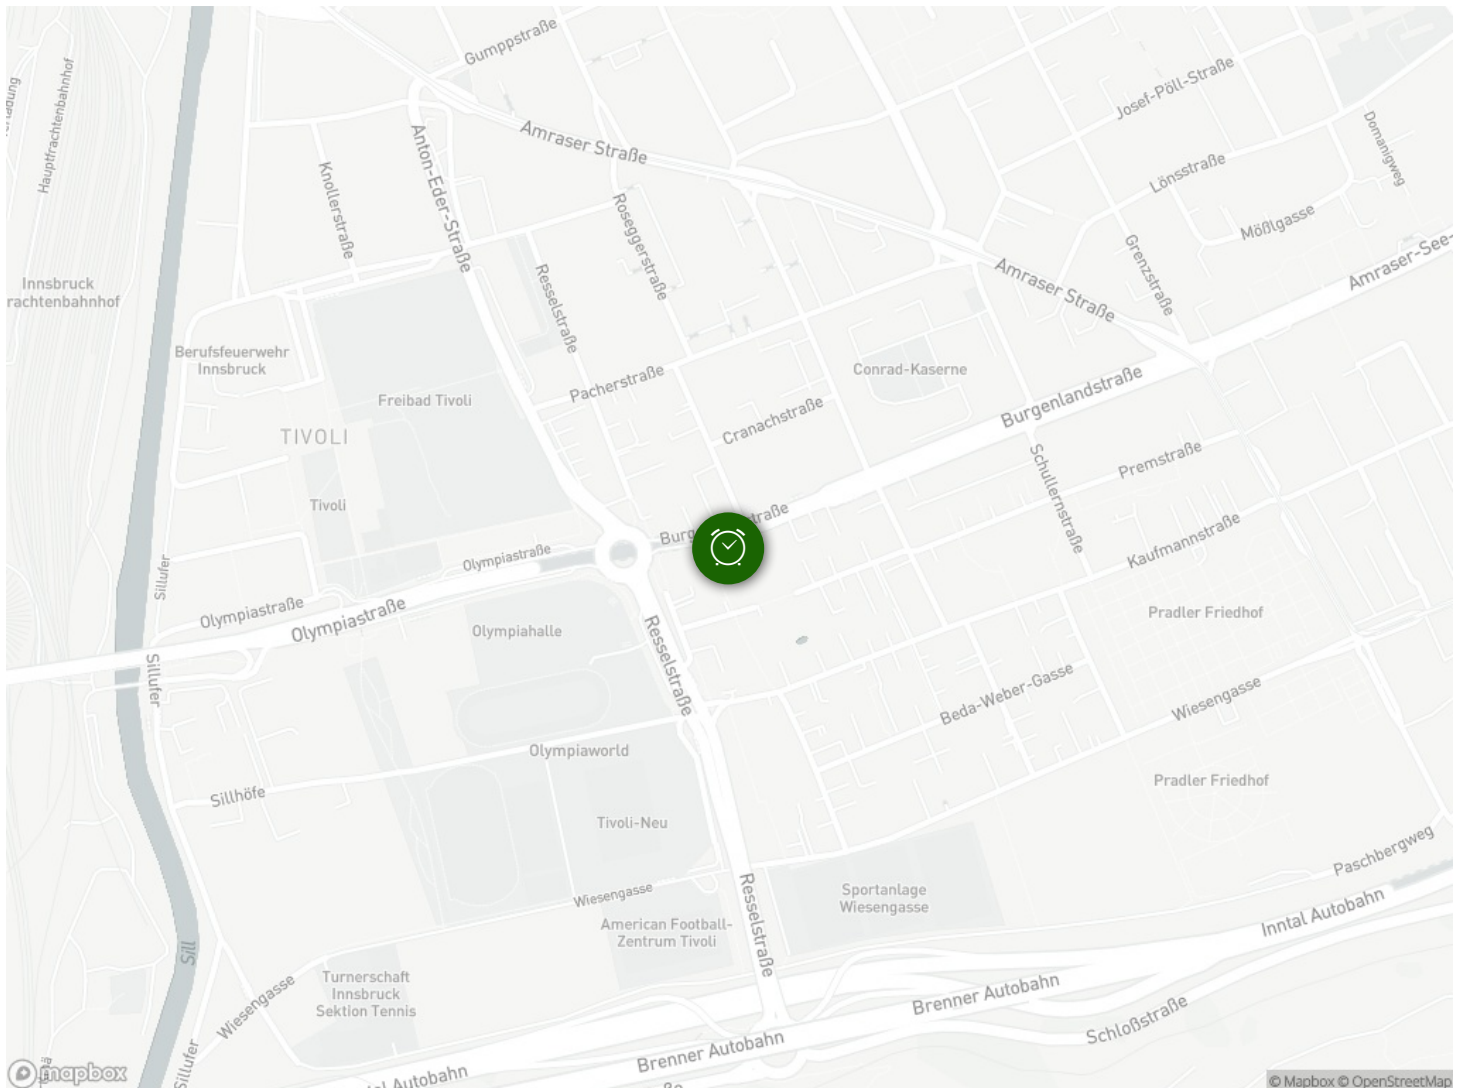 Gumppstraße
Hauptfrachtenbahnhof
Josef-Pöll-Straße
Amraser Straße
Domanigweg
Anton-Eder-Straße
Knollerstraße
Lönsstraße
Roseggerstraße
Mößlgasse
Grenzstraße
Amraser-See-
Amraser Straße
Resselstraße
Innsbruck
rachtenbahnhof
Berufsfeuerwehr
Innsbruck
Pacherstraße
Conrad-Kaserne
Freibad Tivoli
Burgenlandstraße
Cranachstraße
TIVOLI
Premstraße
Schullernstraße
Tivoli
Burge
traße
Kaufmannstraße
Olympiastraße
Sillufer
Olympiastraße
Olympiastraße
Pradler Friedhof
Olympiahalle
Resselstraße
Sillufer
Beda-Weber-Gasse
Wiesengasse
Olympiaworld
Pradler Friedhof
Sillhöfe
Tivoli-Neu
Paschbergweg
Wiesengasse
Sportanlage
Wiesengasse
Resselstraße
Inntal Autobahn
American Football-
Zentrum Tivoli
Sill
Turnerschaft
Innsbruck
Sektion Tennis
Wiesengasse
Brenner Autobahn
Schloßstraße
Brenner Autobahn
Sillufer
tal Autobahn
mapbox
© Mapbox © OpenStreetMap